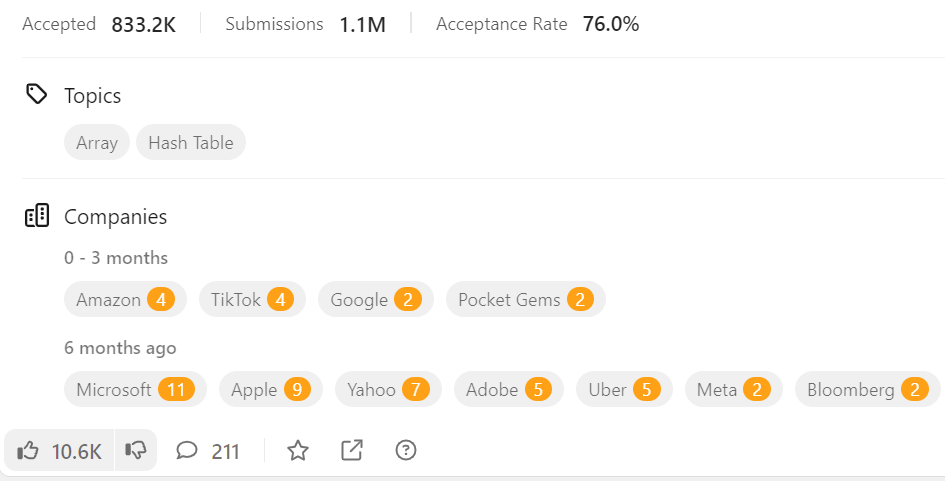 Accepted 833.2K Submissions 1.1M Acceptance Rate 76.0%
Topics
Array Hash Table
Companies
0 - 3 months
Amazon 4 TikTok 4 Google 2 Pocket Gems 2
6 months ago
Microsoft 11 Apple 9 Yahoo 7 Adobe 5 Uber 5 Meta 2 Bloomberg 2
10.6K 211